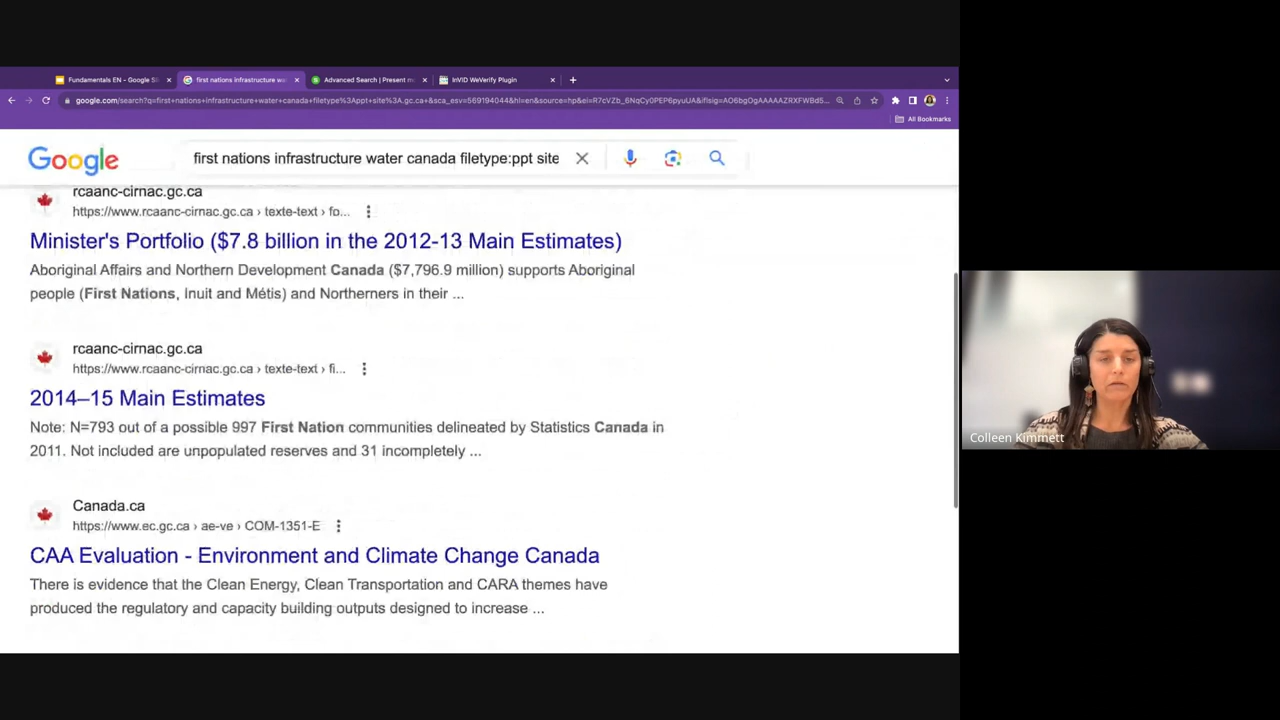 Fundamentals EN - Google Sl
first nations infrastructure wa
Advanced Search | Present m
InVID WeVerify Plugin
All Bookmarks
Google
first nations infrastructure water canada filetype:ppt site
rcaanc-cirnac.gc.ca
https://www.rcaanc-cirnac.gc.ca › texte-text › fo...
Minister's Portfolio ($7.8 billion in the 2012-13 Main Estimates)
Aboriginal Affairs and Northern Development Canada ($7,796.9 million) supports Aboriginal
people (First Nations, Inuit and Métis) and Northerners in their ...
rcaanc-cirnac.gc.ca
https://www.rcaanc-cirnac.gc.ca › texte-text › fi...
2014–15 Main Estimates
Note: N=793 out of a possible 997 First Nation communities delineated by Statistics Canada in
2011. Not included are unpopulated reserves and 31 incompletely ...
Canada.ca
https://www.ec.gc.ca › ae-ve › COM-1351-E
CAA Evaluation - Environment and Climate Change Canada
There is evidence that the Clean Energy, Clean Transportation and CARA themes have
produced the regulatory and capacity building outputs designed to increase ...
Colleen Kimmett